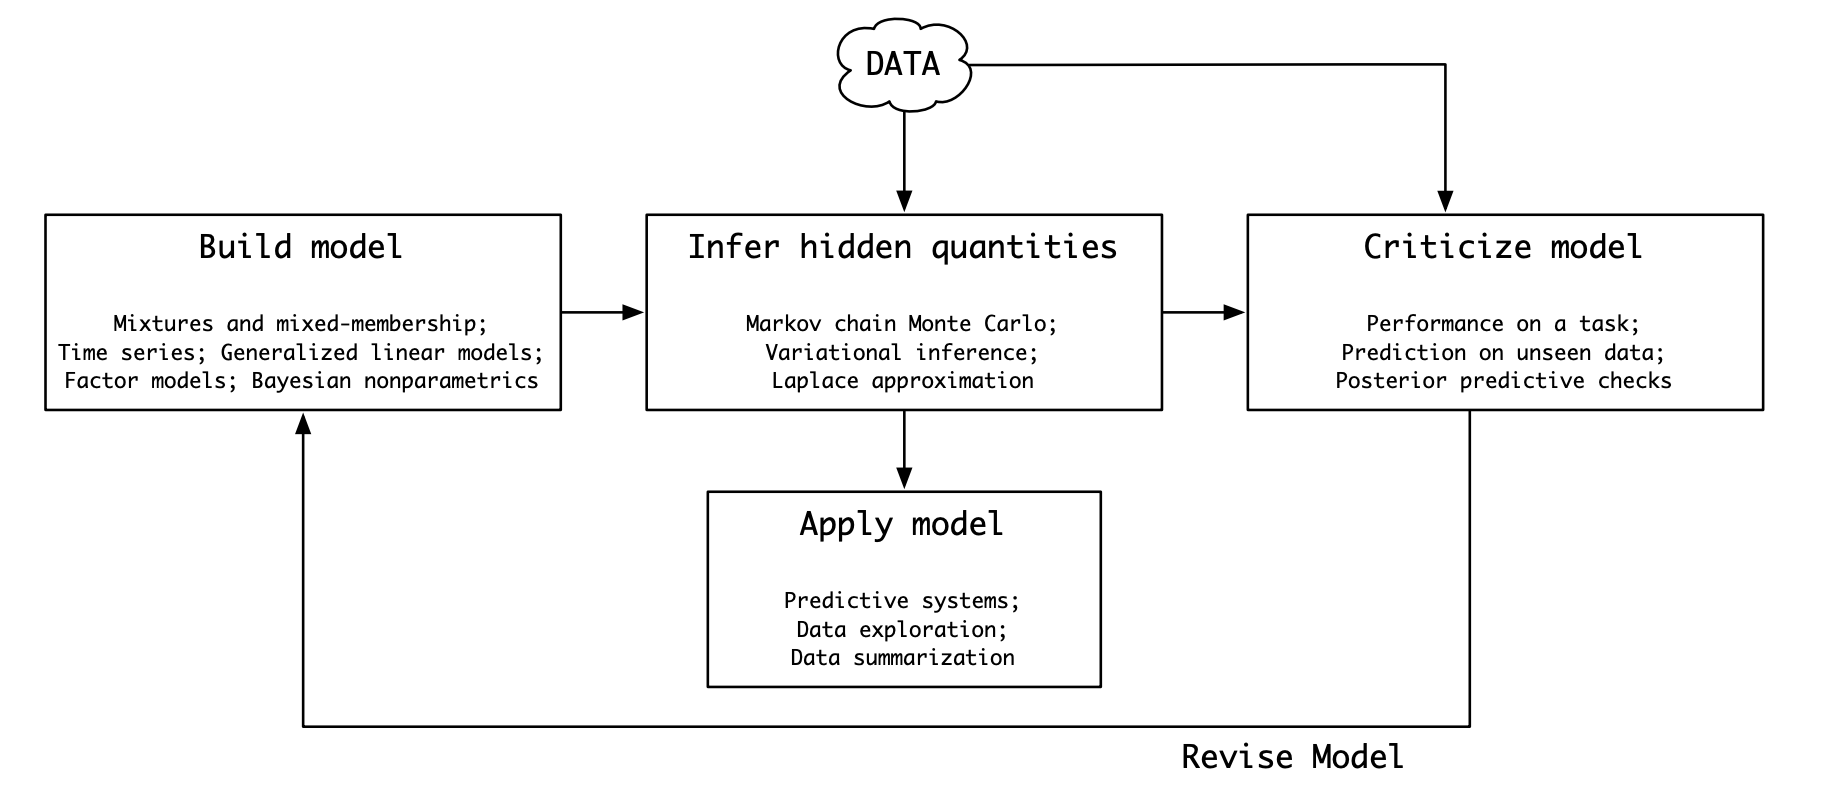 DATA
Build model
Mixtures and mixed-membership;
Time series; Generalized linear models;
Factor models; Bayesian nonparametrics
Infer hidden quantities
Markov chain Monte Carlo;
Variational inference;
Laplace approximation
Criticize model
Performance on a task;
Prediction on unseen data;
Posterior predictive checks
Apply model
Predictive systems;
Data exploration;
Data summarization
Revise Model